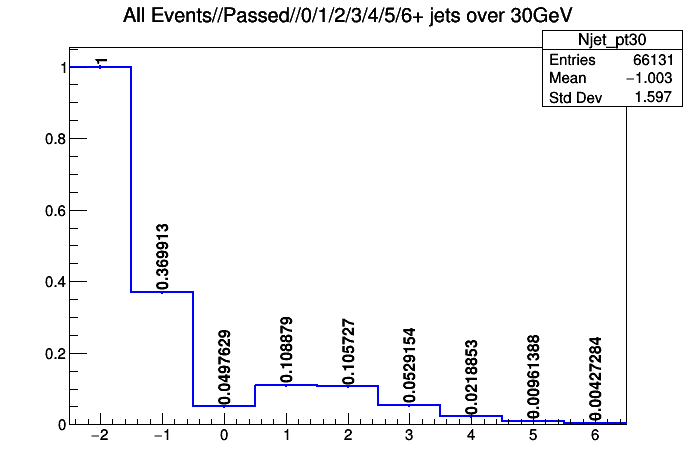 All Events//Passed//0/1/2/3/4/5/6+ jets over 30GeV
Njet_pt30
Entries 66131
Mean −1.003
Std Dev 1.597
1
0.8
0.6
0.4
0.2
0
1
0.369913
0.0497629
0.108879
0.105727
0.0529154
0.0218853
0.00961388
0.00427284
−2 −1 0 1 2 3 4 5 6